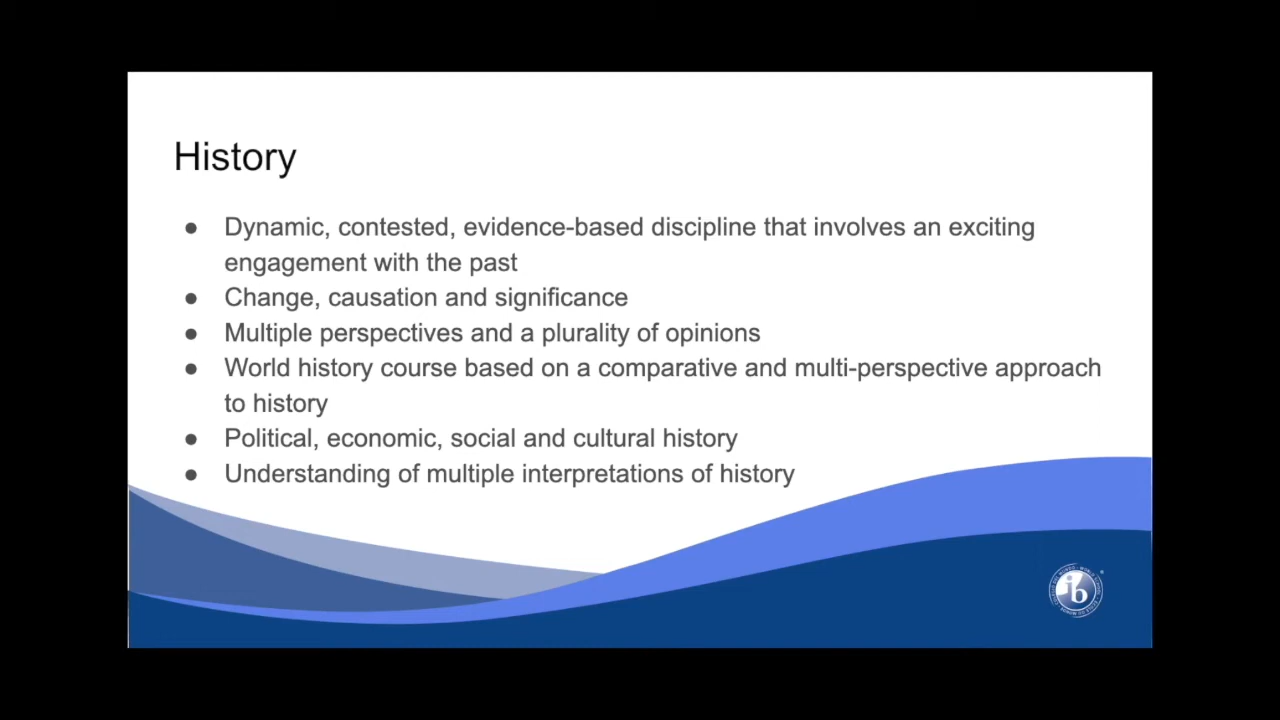 History
● Dynamic, contested, evidence-based discipline that involves an exciting
engagement with the past
● Change, causation and significance
● Multiple perspectives and a plurality of opinions
● World history course based on a comparative and multi-perspective approach
to history
● Political, economic, social and cultural history
● Understanding of multiple interpretations of history
ib